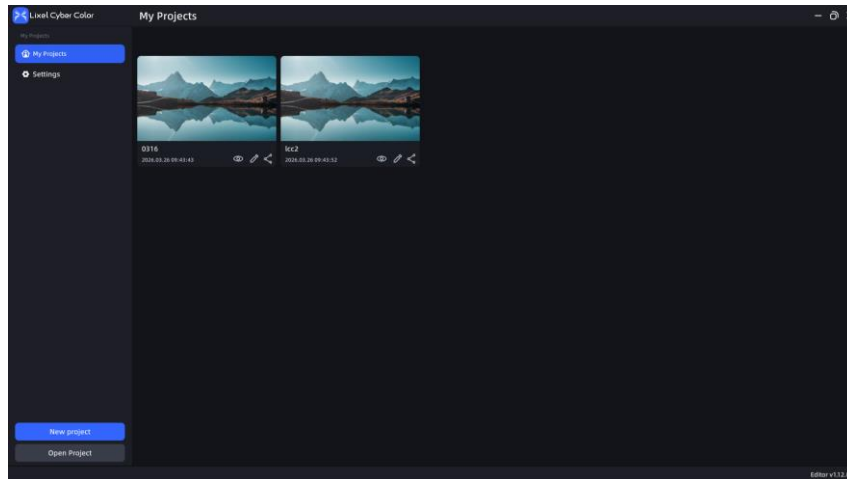 Lixel Cyber Color
My Projects
My Projects
My Projects
Settings
0316
2026.03.26 09:43:43
lcc2
2026.03.26 09:43:52
New project
Open Project
Editor v1.12.